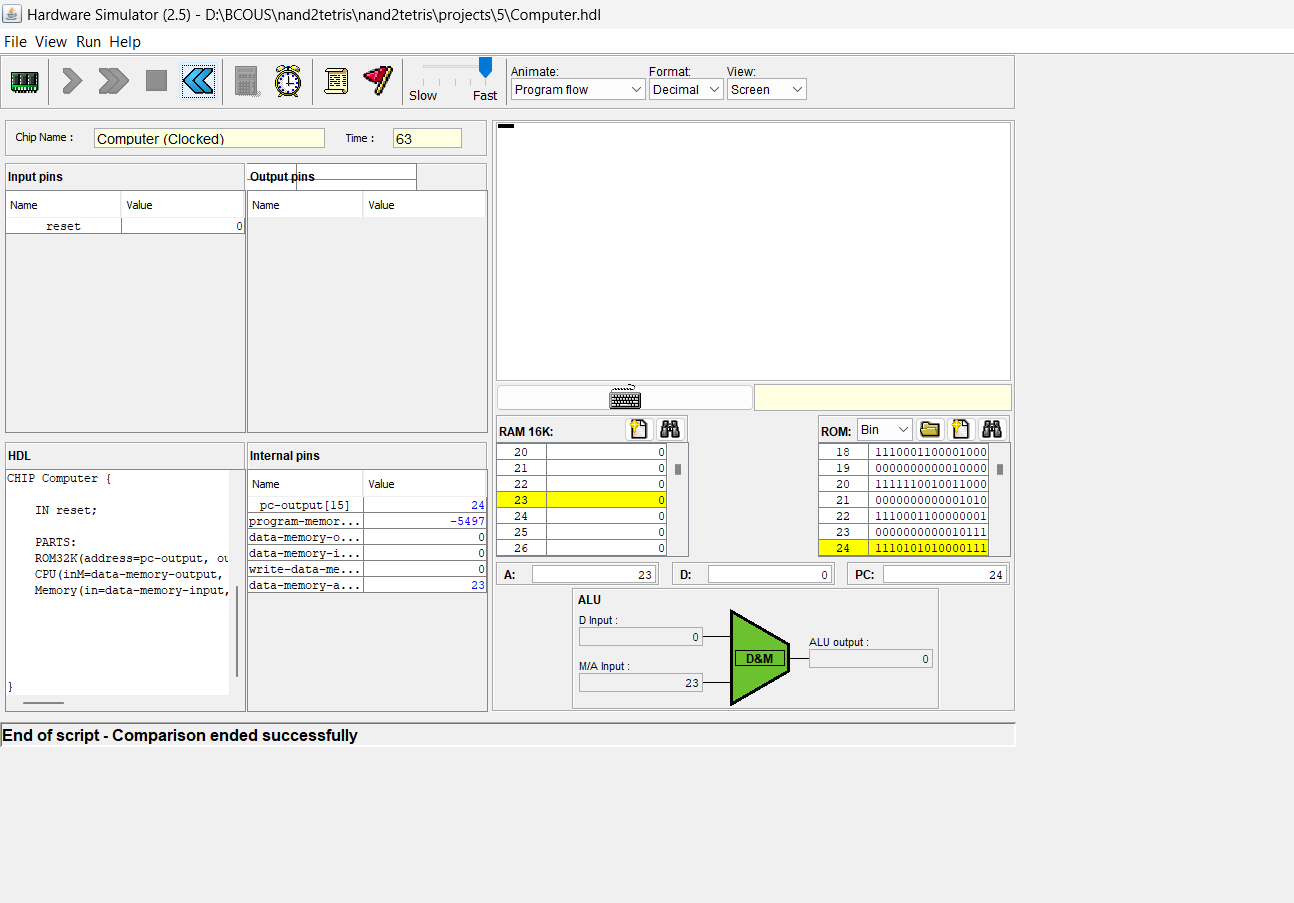 Hardware Simulator (2.5) - D:\BCOUS\nand2tetris\nand2tetris\projects\5\Computer.hdl
File View Run Help
Slow Fast
Animate: Format: View:
Program flow Decimal Screen
Chip Name : Computer (Clocked) Time : 63
Input pins
Name Value
reset 0
Output pins
Name Value
HDL
CHIP Computer {
IN reset;
PARTS:
ROM32K(address=pc-output, ou
CPU(inM=data-memory-output,
Memory(in=data-memory-input,
}
Internal pins
Name Value
pc-output[15] 24
program-memor... -5497
data-memory-o... 0
data-memory-i... 0
write-data-me... 0
data-memory-a... 23
RAM 16K:
20 0
21 0
22 0
23 0
24 0
25 0
26 0
ROM: Bin
18 1110001100001000
19 0000000000010000
20 1111110010011000
21 0000000000001010
22 1110001100000001
23 0000000000010111
24 1110101010000111
A: 23 D: 0 PC: 24
ALU
D Input :
0
M/A Input :
23
D&M
ALU output :
0
End of script - Comparison ended successfully